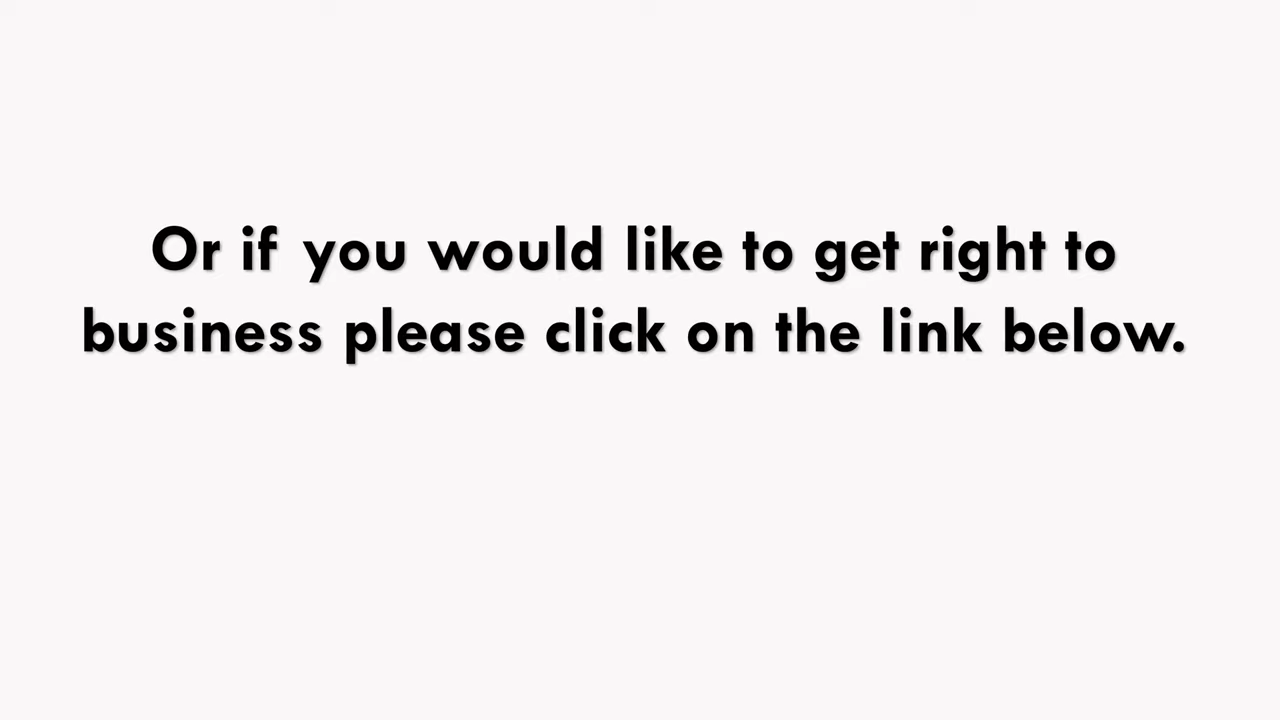 Or if you would like to get right to
business please click on the link below.